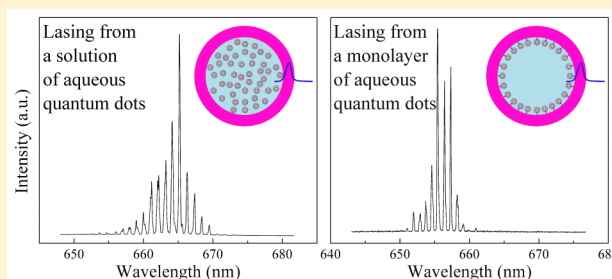 Lasing from
a solution
of aqueous
quantum dots
Lasing from
a monolayer
of aqueous
quantum dots
Intensity (a.u.)
650 660 670 680
640 650 660 670 680
Wavelength (nm)
Wavelength (nm)